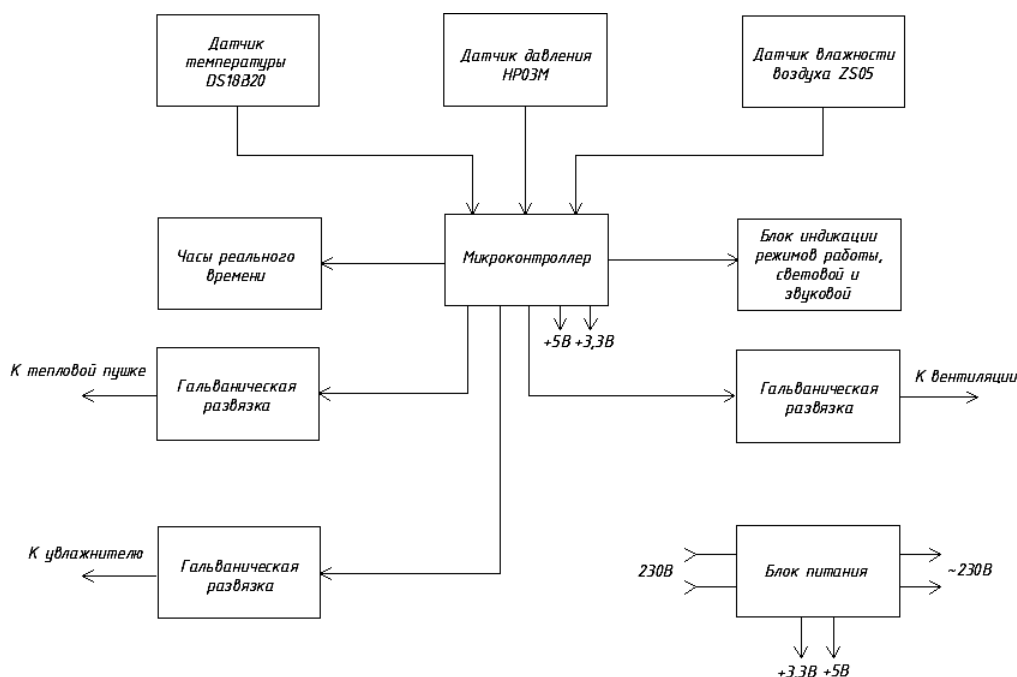 Датчик
температуры
DS18B20
Датчик давления
HP03M
Датчик влажности
воздуха ZS05
Часы реального
времени
Микроконтроллер
Блок индикации
режимов работы,
световой и
звуковой
+5В +3,3В
К тепловой пушке
Гальваническая
развязка
Гальваническая
развязка
К вентиляции
К увлажнителю
Гальваническая
развязка
230В
Блок питания
~230В
+3,3В +5В